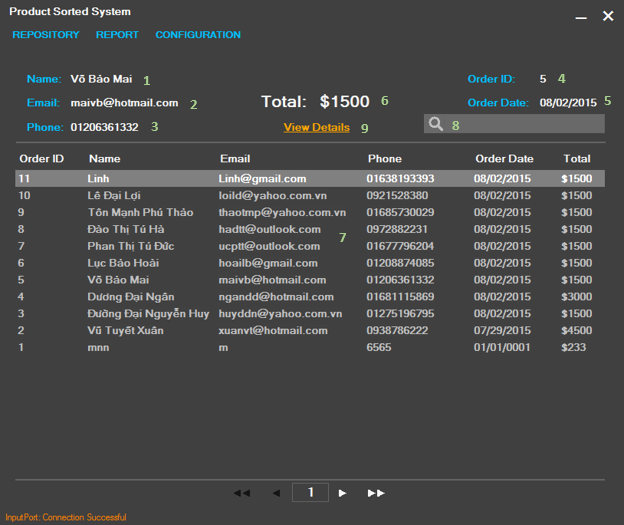 Product Sorted System
REPOSITORY REPORT CONFIGURATION
Name: Võ Bảo Mai 1
Order ID: 5 4
Email: maivb@hotmail.com 2
Total: $1500 6
Order Date: 08/02/2015 5
Phone: 01206361332 3
View Details 9
8
Order ID Name Email Phone Order Date Total
11 Linh Linh@gmail.com 01638193393 08/02/2015 $1500
10 Lê Đại Lợi loild@yahoo.com.vn 0921528380 08/02/2015 $1500
9 Tôn Mạnh Phú Thảo thaotmp@yahoo.com.vn 01685730029 08/02/2015 $1500
8 Đào Thị Tú Hà hadtt@outlook.com 0972882231 08/02/2015 $1500
7 Phan Thị Tú Đức ucptt@outlook.com 01677796204 08/02/2015 $1500
7
6 Lục Bảo Hoài hoailb@gmail.com 01208874085 08/02/2015 $1500
5 Võ Bảo Mai maivb@hotmail.com 01206361332 08/02/2015 $1500
4 Dương Đại Ngân ngandd@hotmail.com 01681115869 08/02/2015 $3000
3 Đường Đại Nguyễn Huy huyddn@yahoo.com.vn 01275196795 08/02/2015 $1500
2 Vũ Tuyết Xuân xuanvt@hotmail.com 0938786222 07/29/2015 $4500
1 mnn m 6565 01/01/0001 $233
1
InputPort: Connection Successful